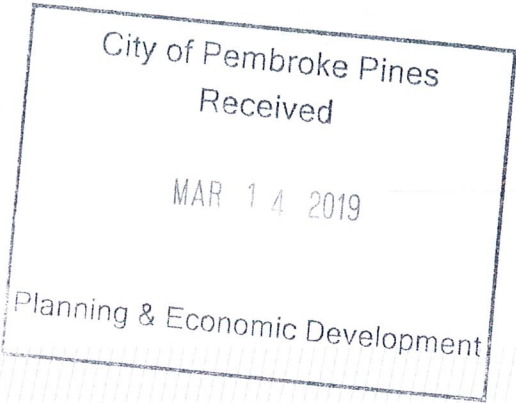 City of Pembroke Pines
Received
MAR 14 2019
Planning & Economic Development